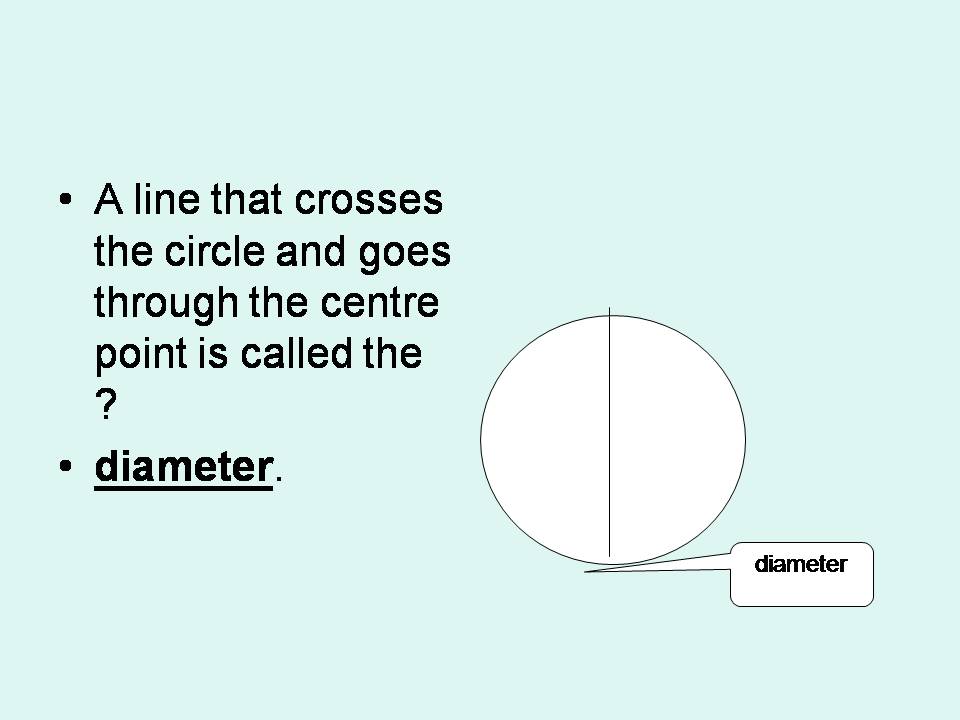 • A line that crosses
the circle and goes
through the centre
point is called the
?
• diameter.
diameter